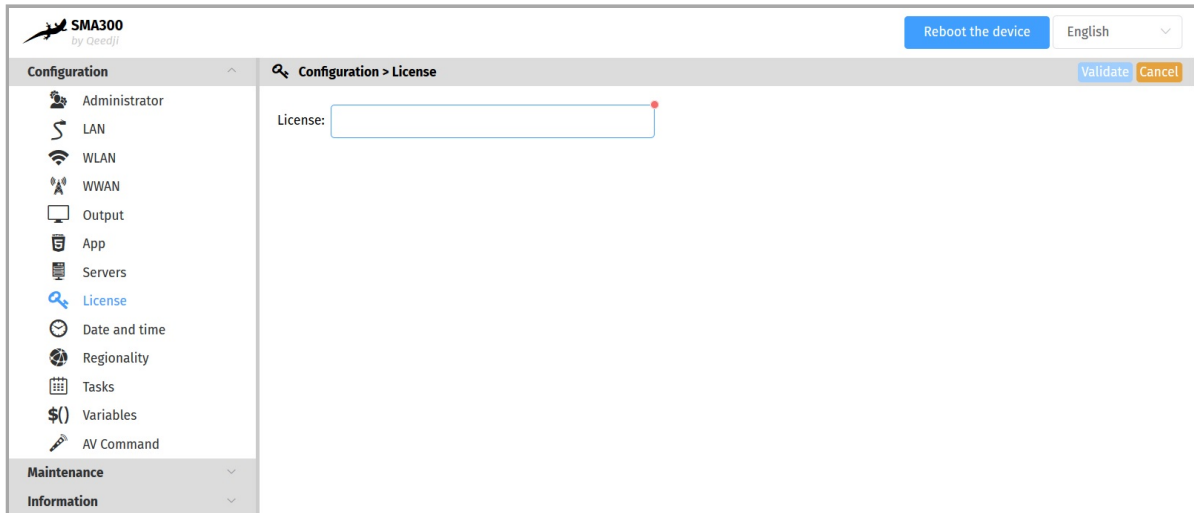 SMA300
by Qeedji
Reboot the device
English
Configuration
Configuration > License
Validate
Cancel
Administrator
License:
LAN
WLAN
WWAN
Output
App
Servers
License
Date and time
Regionality
Tasks
$() Variables
AV Command
Maintenance
Information